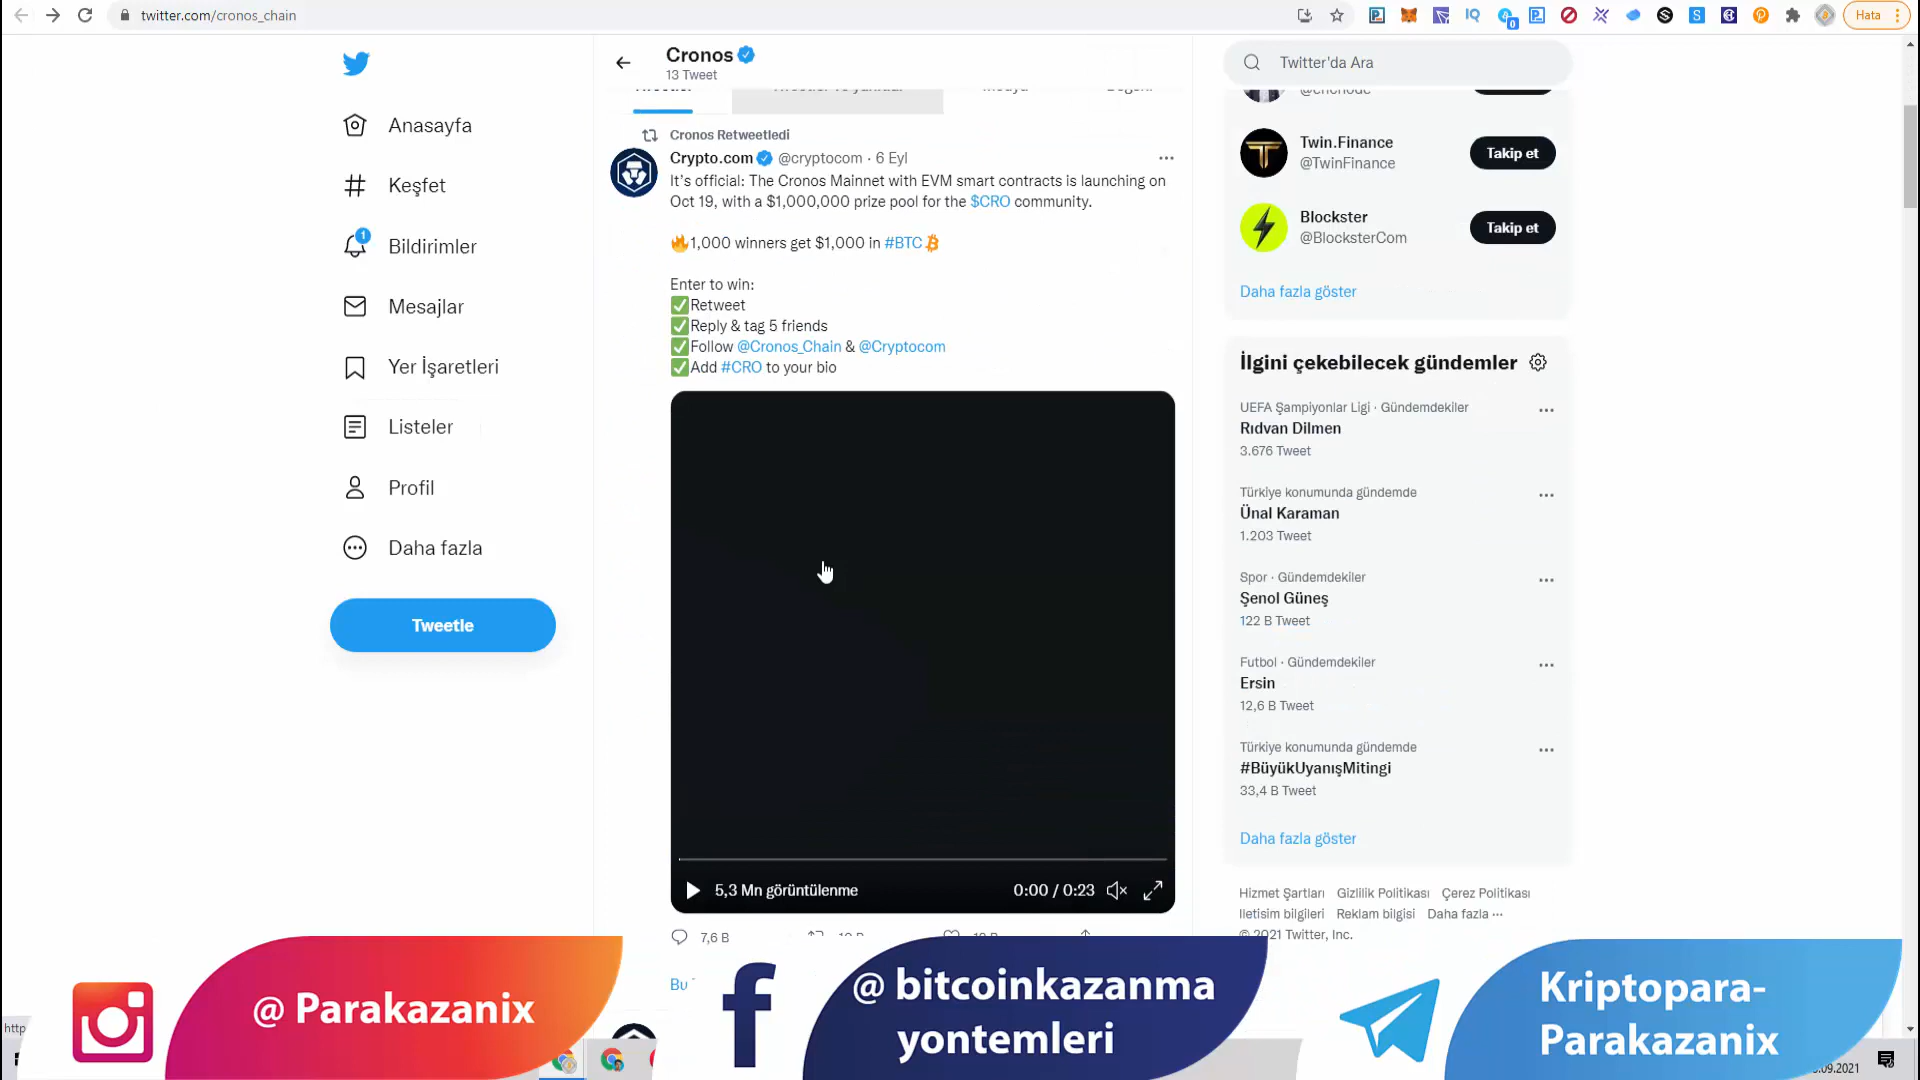 twitter.com/cronos_chain
Hata
Cronos
13 Tweet
Twitter'da Ara
Anasayfa
Keşfet
1
Bildirimler
Mesajlar
Yer İşaretleri
Listeler
Profil
Daha fazla
Tweetle
Cronos Retweetledi
Crypto.com @cryptocom · 6 Eyl
It's official: The Cronos Mainnet with EVM smart contracts is launching on
Oct 19, with a $1,000,000 prize pool for the $CRO community.
🔥1,000 winners get $1,000 in #BTC
Enter to win:
✅Retweet
✅Reply & tag 5 friends
✅Follow @Cronos_Chain & @Cryptocom
✅Add #CRO to your bio
5,3 Mn görüntülenme
0:00 / 0:23
7,6 B
Bu
Twin.Finance
@TwinFinance
Takip et
Blockster
@BlocksterCom
Takip et
Daha fazla göster
İlgini çekebilecek gündemler
UEFA Şampiyonlar Ligi · Gündemdekiler
Rıdvan Dilmen
3.676 Tweet
Türkiye konumunda gündemde
Ünal Karaman
1.203 Tweet
Spor · Gündemdekiler
Şenol Güneş
122 B Tweet
Futbol · Gündemdekiler
Ersin
12,6 B Tweet
Türkiye konumunda gündemde
#BüyükUyanışMitingi
33,4 B Tweet
Daha fazla göster
Hizmet Şartları Gizlilik Politikası Çerez Politikası
İletişim bilgileri Reklam bilgisi Daha fazla ···
© 2021 Twitter, Inc.
@ Parakazanix
@ bitcoinkazanma
yontemleri
Kriptopara-
Parakazanix
http
.09.2021